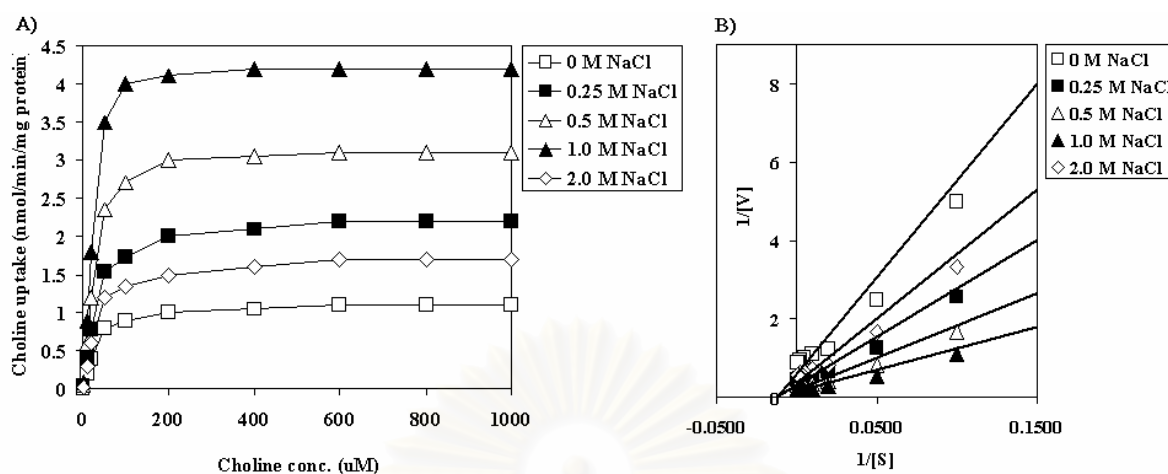 A)
Choline uptake (nmol/min/mg protein)
4.5
4
3.5
3
2.5
2
1.5
1
0.5
0
0
200
400
600
800
1000
Choline conc. (uM)
0 M NaCl
0.25 M NaCl
0.5 M NaCl
1.0 M NaCl
2.0 M NaCl
B)
1/[V]
8
6
4
2
0
-0.0500
0.0500
0.1500
1/[S]
0 M NaCl
0.25 M NaCl
0.5 M NaCl
1.0 M NaCl
2.0 M NaCl